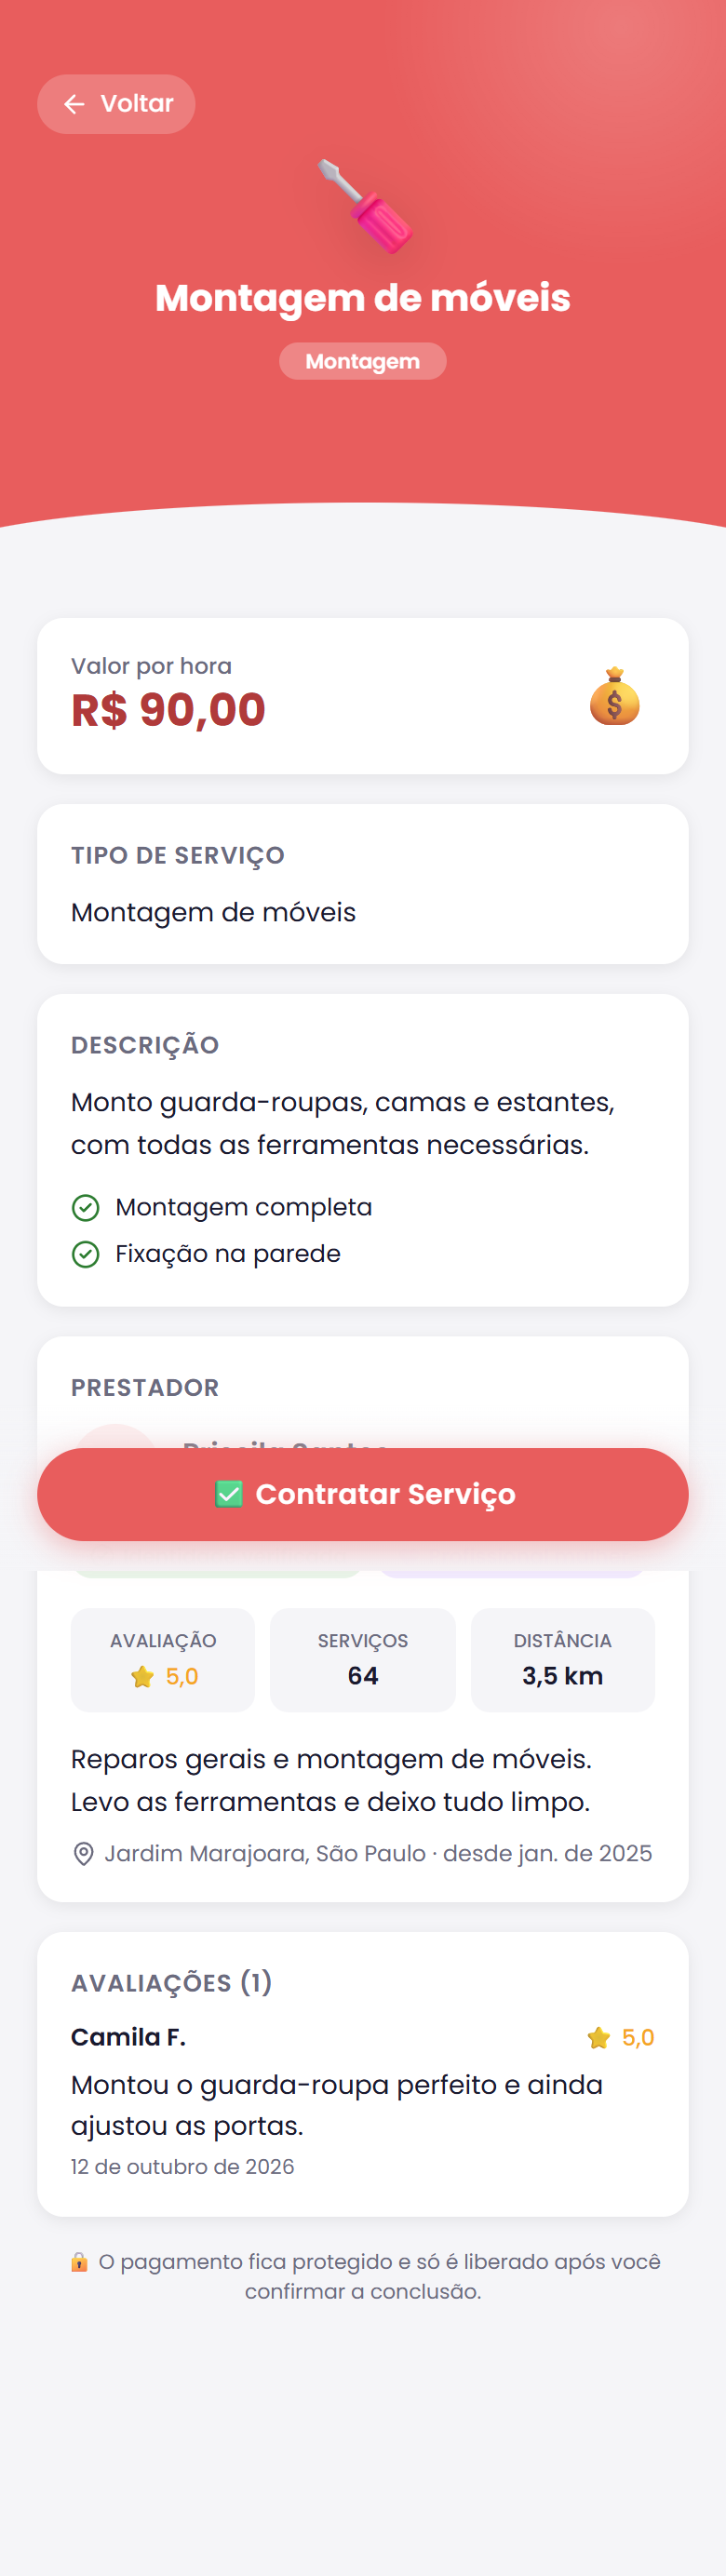 Voltar
Montagem de móveis
Montagem
Valor por hora
R$ 90,00
TIPO DE SERVIÇO
Montagem de móveis
DESCRIÇÃO
Monto guarda-roupas, camas e estantes,
com todas as ferramentas necessárias.
Montagem completa
Fixação na parede
PRESTADOR
Contratar Serviço
AVALIAÇÃO
5,0
SERVIÇOS
64
DISTÂNCIA
3,5 km
Reparos gerais e montagem de móveis.
Levo as ferramentas e deixo tudo limpo.
Jardim Marajoara, São Paulo · desde jan. de 2025
AVALIAÇÕES (1)
Camila F.
5,0
Montou o guarda-roupa perfeito e ainda
ajustou as portas.
12 de outubro de 2026
O pagamento fica protegido e só é liberado após você
confirmar a conclusão.